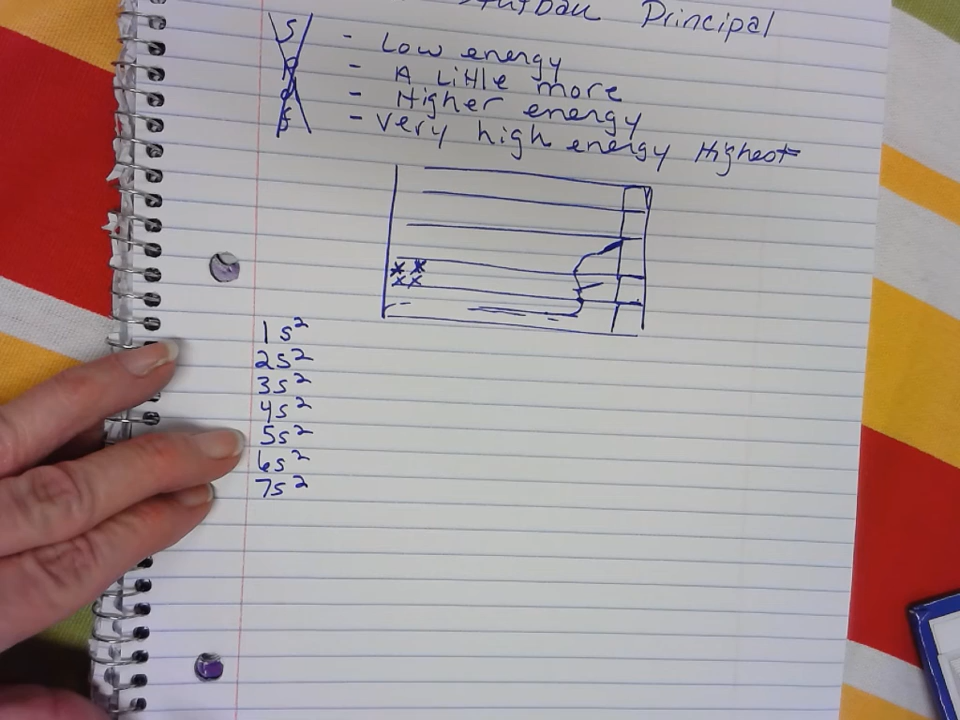 Principal
S - Low energy
P - A little more
d - Higher energy
f - Very high energy Highest
1s²
2s²
3s²
4s²
5s²
6s²
7s²